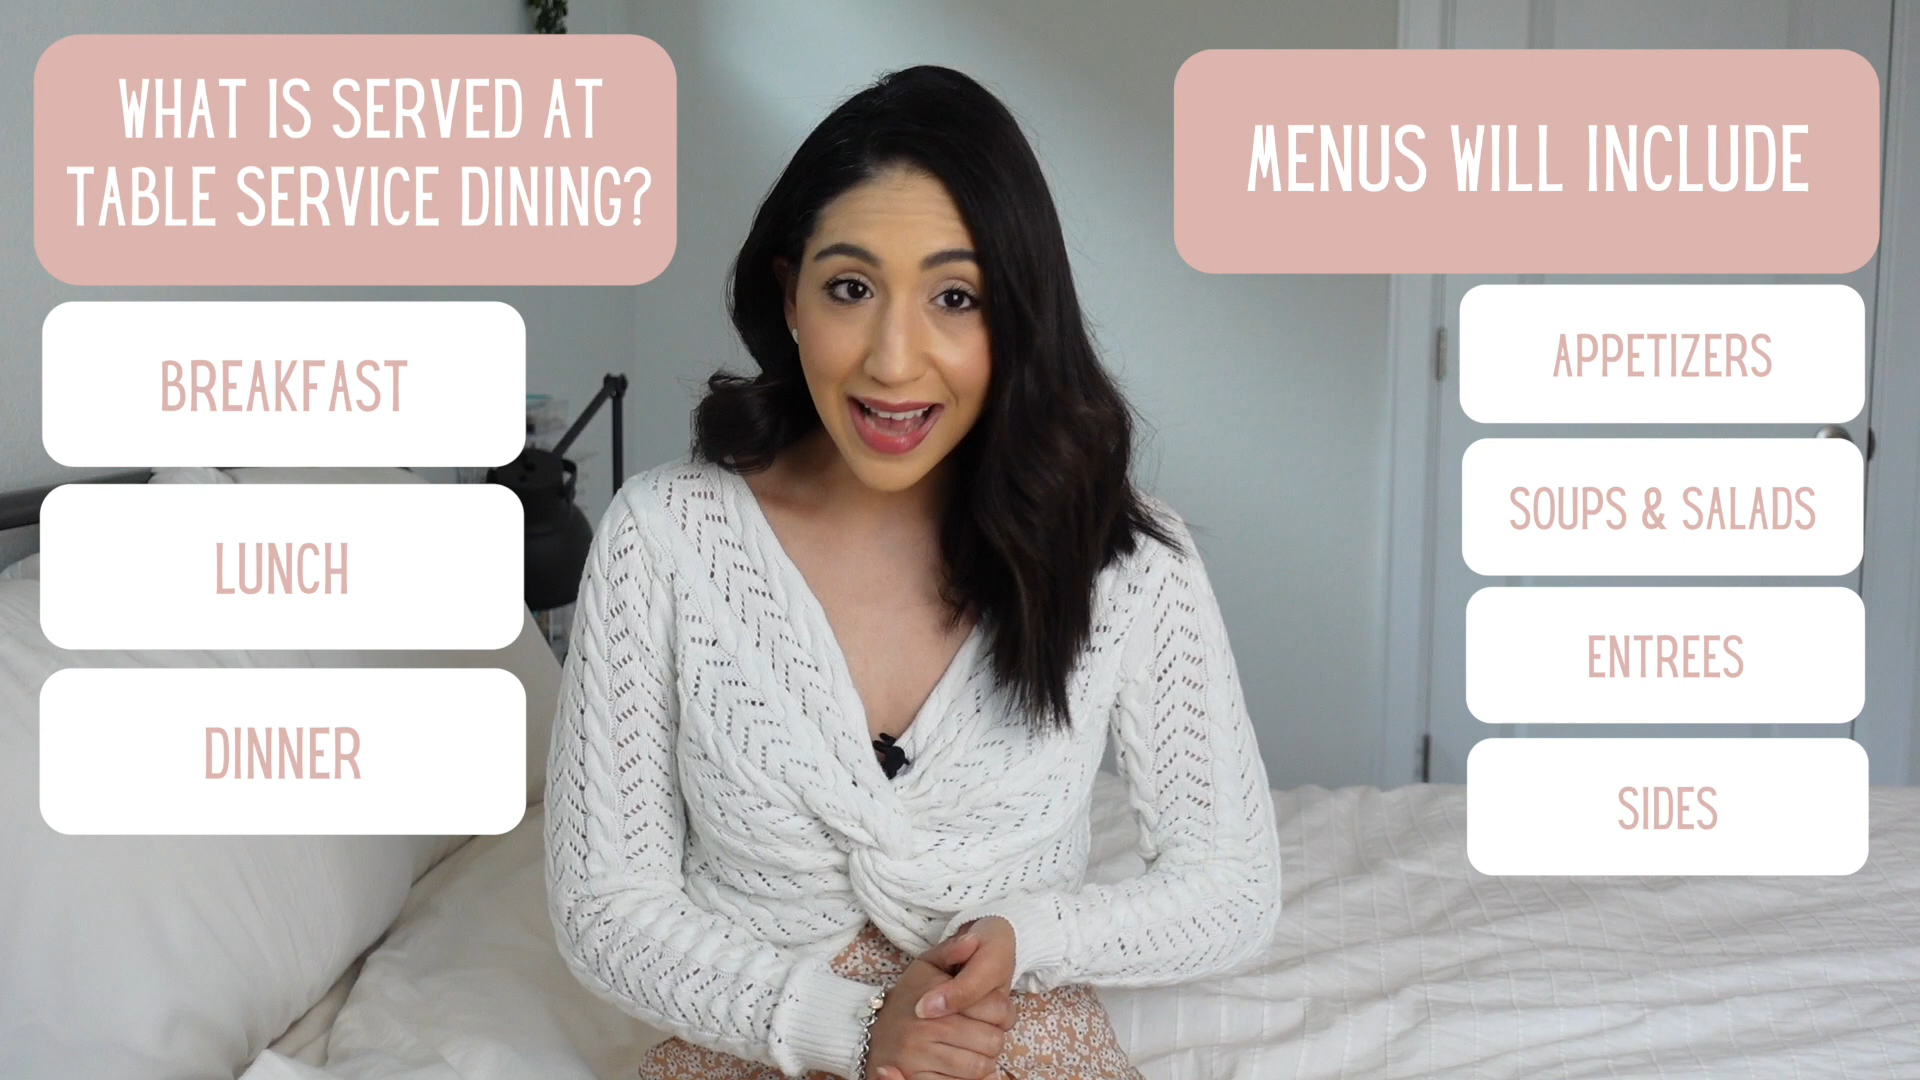 WHAT IS SERVED AT
TABLE SERVICE DINING?
BREAKFAST
LUNCH
DINNER
MENUS WILL INCLUDE
APPETIZERS
SOUPS & SALADS
ENTREES
SIDES